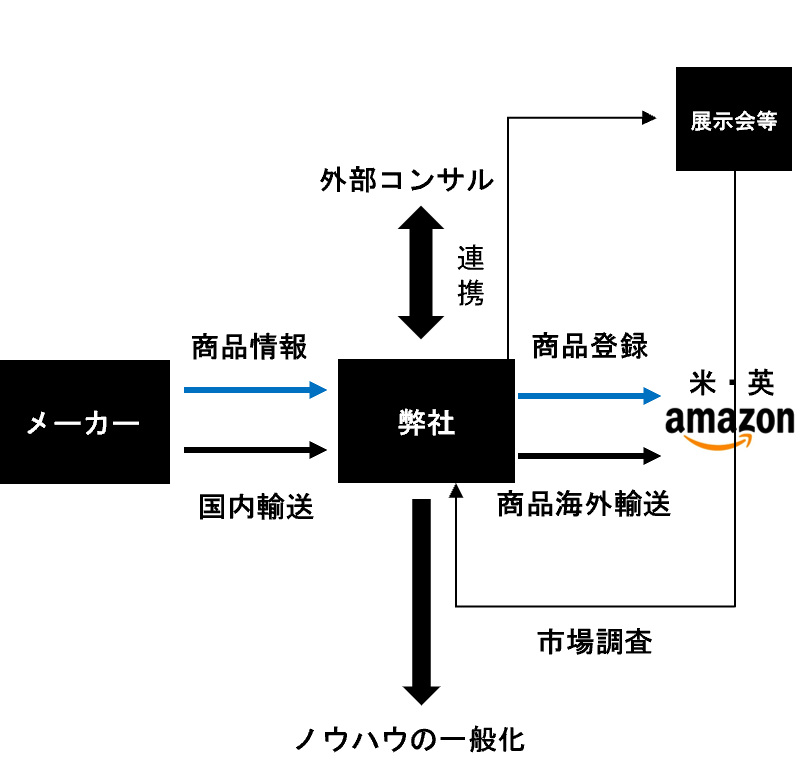 展示会等
外部コンサル
連携
商品情報
商品登録
メーカー
弊社
米・英
amazon
国内輸送
商品海外輸送
市場調査
ノウハウの一般化